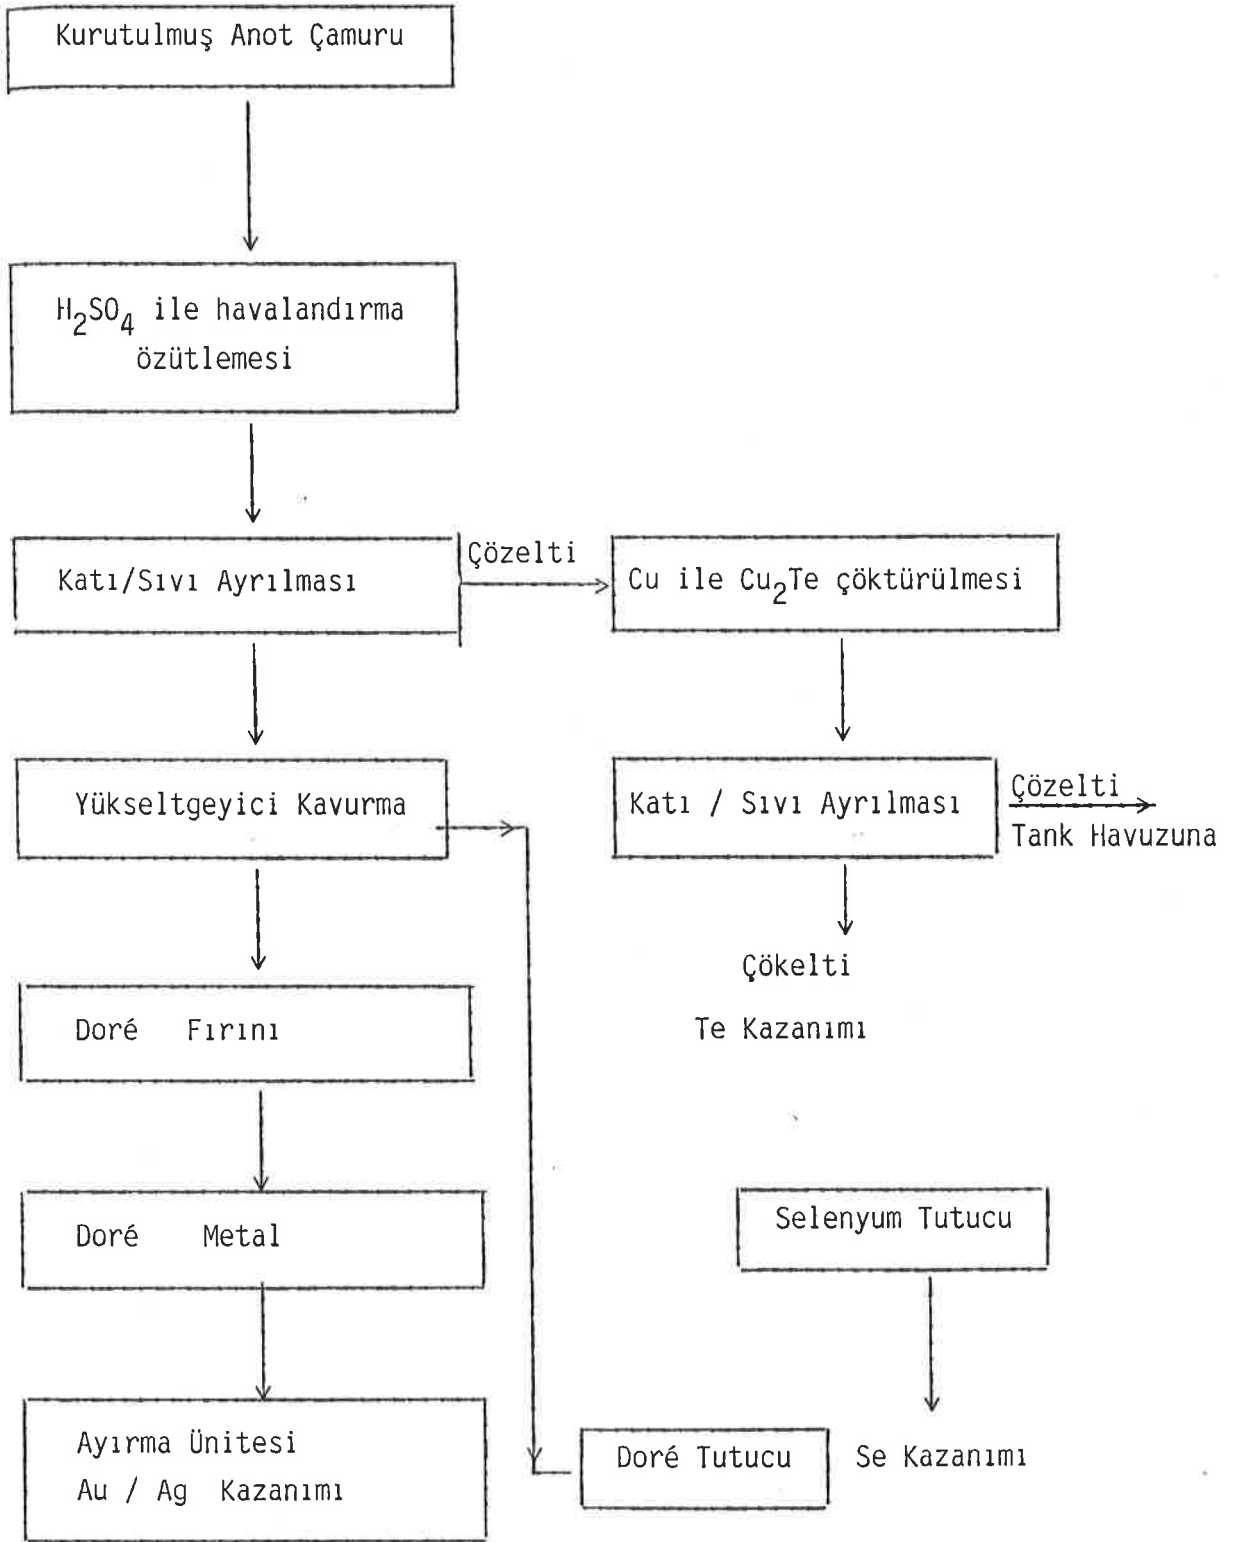 Kurutulmuş Anot Çamuru
H₂SO₄ ile havalandırma
özütlemesi
Katı/Sıvı Ayrılması
Çözelti
Cu ile Cu₂Te çöktürülmesi
Yükseltgeyici Kavurma
Katı / Sıvı Ayrılması
Çözelti
Tank Havuzuna
Çökelti
Te Kazanımı
Doré Fırını
Doré Metal
Selenyum Tutucu
Ayırma Ünitesi
Au / Ag Kazanımı
Doré Tutucu
Se Kazanımı